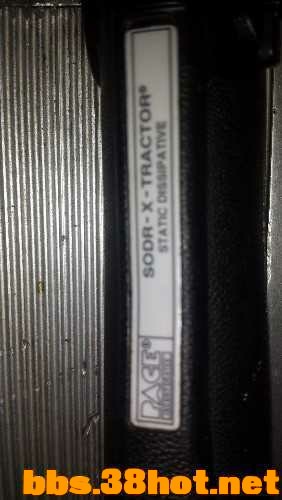 SODR-X-TRACTOR®
STATIC DISSIPATIVE
PACE®
bbs.38hot.net